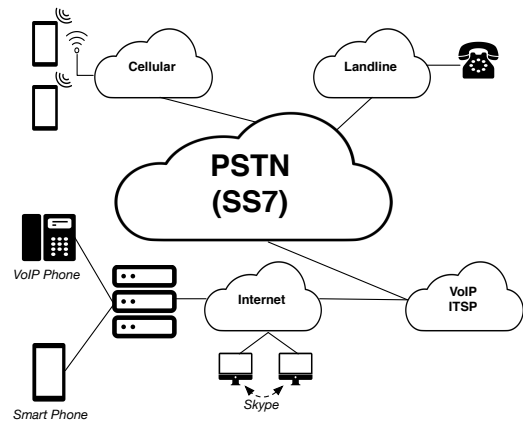 Cellular
Landline
PSTN
(SS7)
VoIP Phone
Internet
VoIP
ITSP
Skype
Smart Phone